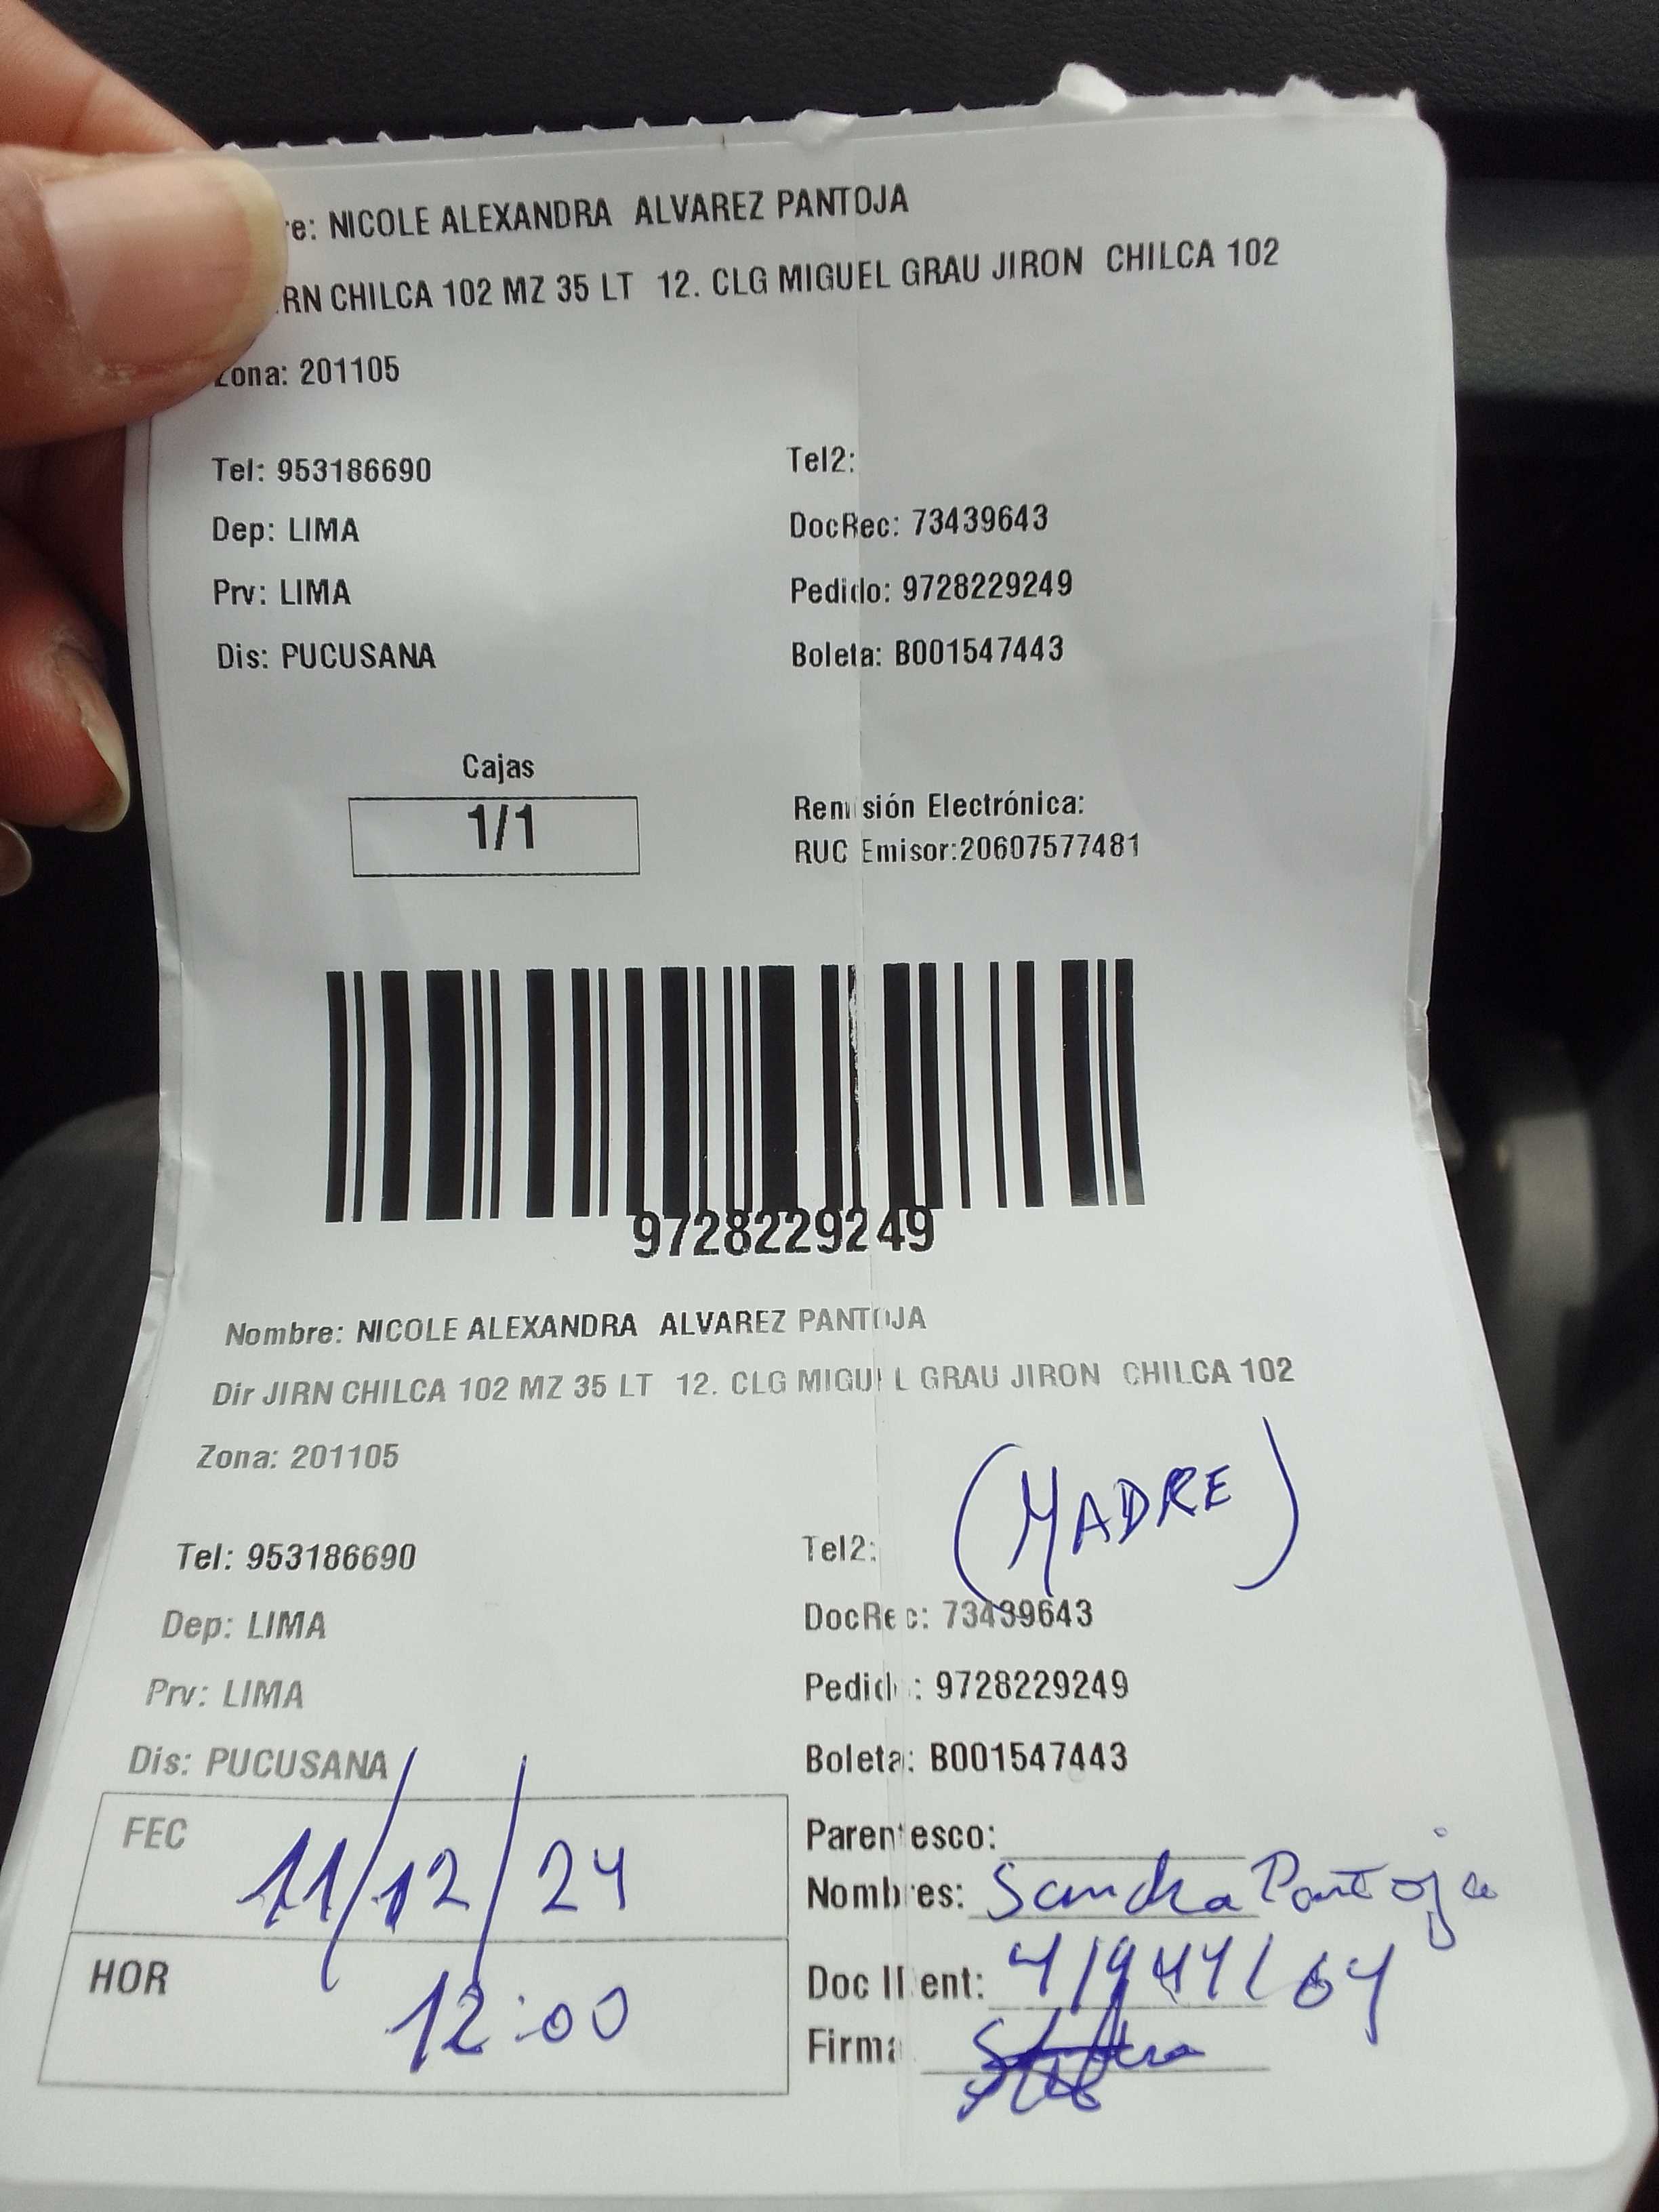 re: NICOLE ALEXANDRA ALVAREZ PANTOJA
RN CHILCA 102 MZ 35 LT 12. CLG MIGUEL GRAU JIRON CHILCA 102
Zona: 201105
Tel: 953186690 Tel2:
Dep: LIMA DocRec: 73439643
Prv: LIMA Pedido: 9728229249
Dis: PUCUSANA Boleta: B001547443
Cajas
1/1
Remisión Electrónica:
RUC Emisor:20607577481
9728229249
Nombre: NICOLE ALEXANDRA ALVAREZ PANTOJA
Dir JIRN CHILCA 102 MZ 35 LT 12. CLG MIGUEL GRAU JIRON CHILCA 102
Zona: 201105
(MADRE)
Tel: 953186690 Tel2:
Dep: LIMA DocRec: 73439643
Prv: LIMA Pedido: 9728229249
Dis: PUCUSANA Boleta: B001547443
FEC 11/12/24
HOR 12:00
Parentesco:
Nombres: Sandra Pantoja
Doc Ident:
Firma